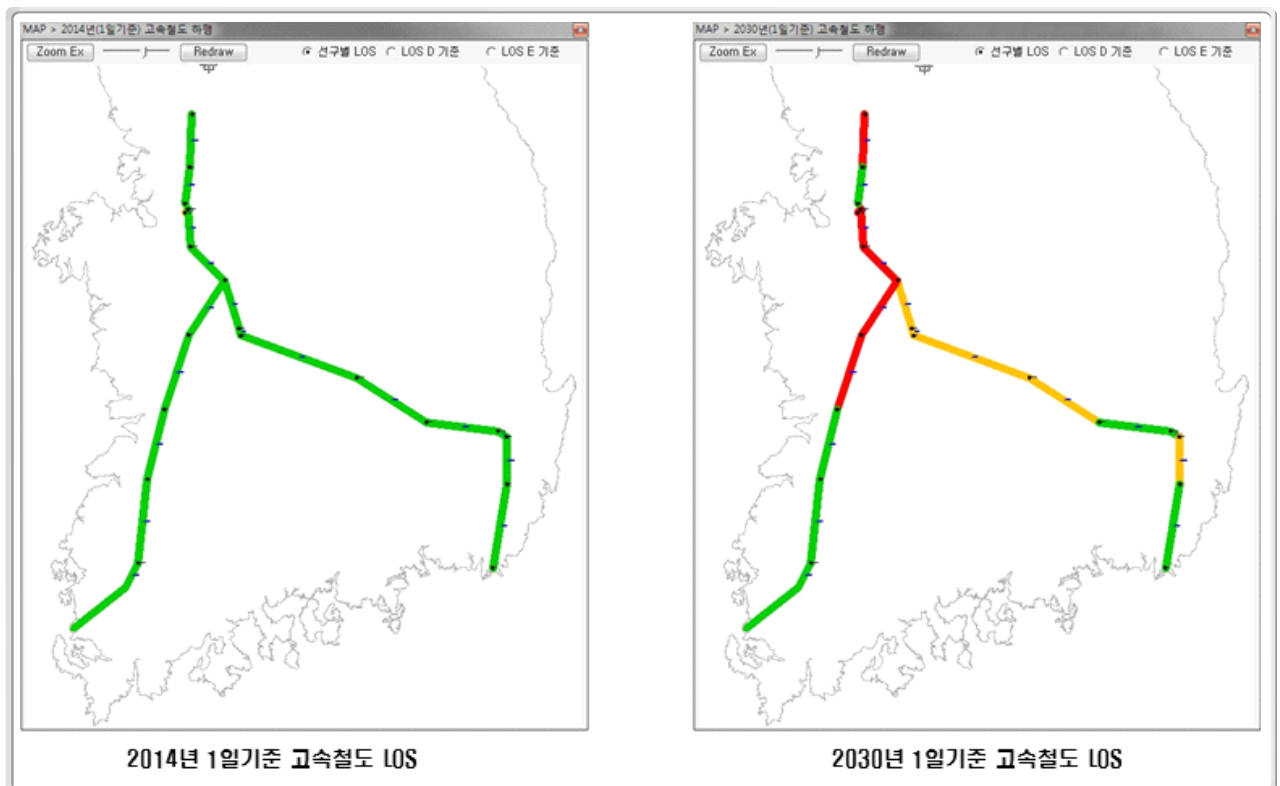 MAP > 2014년(1일기준) 고속철도 하행
Zoom Ex Redraw 선구별 LOS LOS D 기준 LOS E 기준
2014년 1일기준 고속철도 LOS
MAP > 2030년(1일기준) 고속철도 하행
Zoom Ex Redraw 선구별 LOS LOS D 기준 LOS E 기준
2030년 1일기준 고속철도 LOS